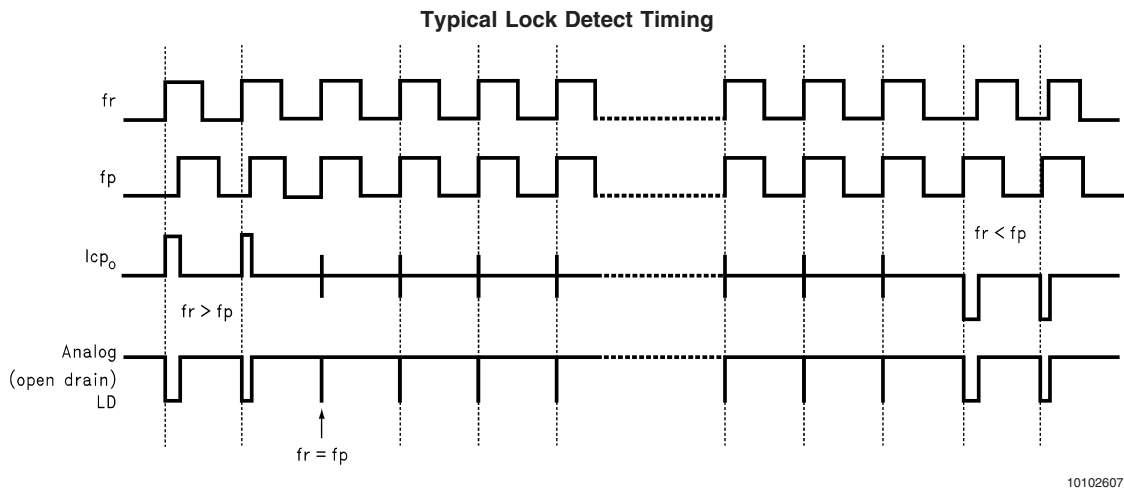 Typical Lock Detect Timing
fr
fp
Icpo
fr > fp
fr < fp
Analog
(open drain)
LD
fr = fp
10102607